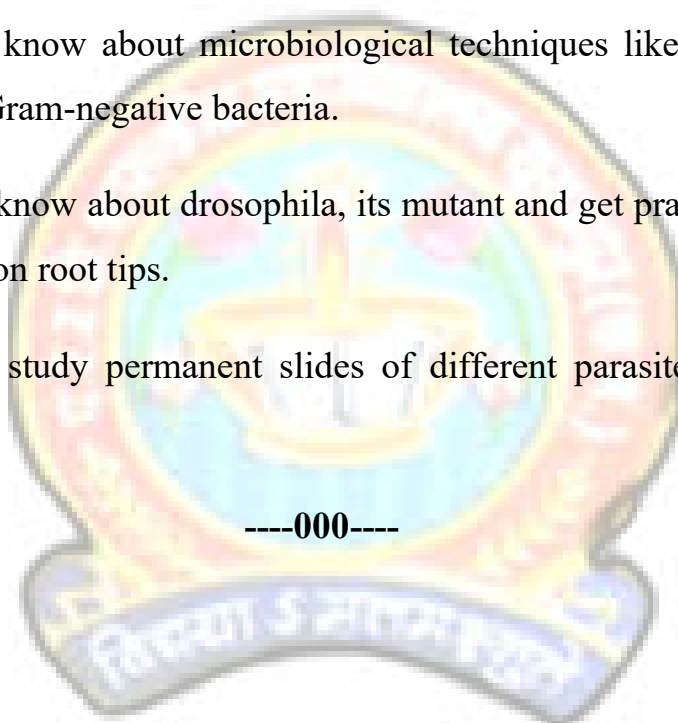 know about microbiological techniques like
Gram-negative bacteria.
know about drosophila, its mutant and get pra
on root tips.
study permanent slides of different parasite
----000----